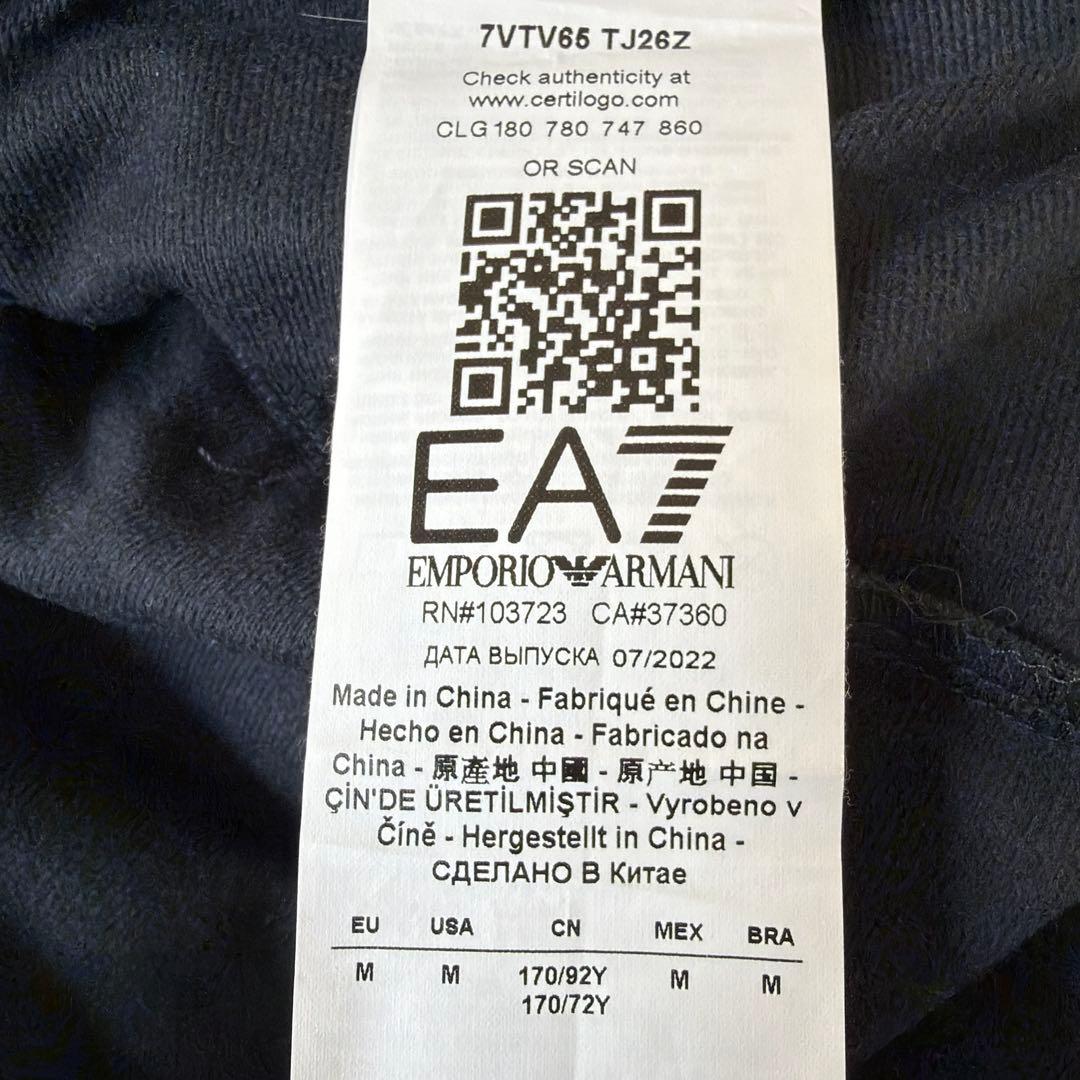 7VTV65 TJ26Z
Check authenticity at
www.certilogo.com
CLG 180 780 747 860
OR SCAN
EA7
EMPORIO ARMANI
RN#103723 CA#37360
ДАТА ВЫПУСКА 07/2022
Made in China - Fabriqué en Chine -
Hecho en China - Fabricado na
China - 原產地 中國 - 原产地 中国 -
ÇİN'DE ÜRETİLMİŞTİR - Vyrobeno v
Číně - Hergestellt in China -
СДЕЛАНО В Китае
EU USA CN MEX BRA
M M 170/92Y M M
170/72Y